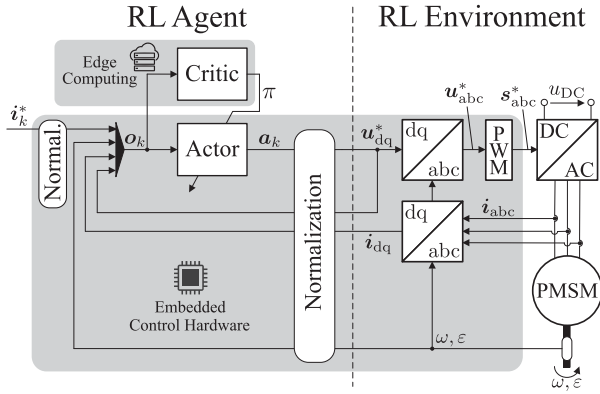 RL Agent
RL Environment
Edge
Computing
Critic
π
i*k
Normal.
ok
Actor
ak
Normalization
u*dq
dq
abc
u*abc
PWM
s*abc
uDC
DC
AC
dq
abc
iabc
idq
PMSM
Embedded
Control Hardware
ω, ε
ω, ε